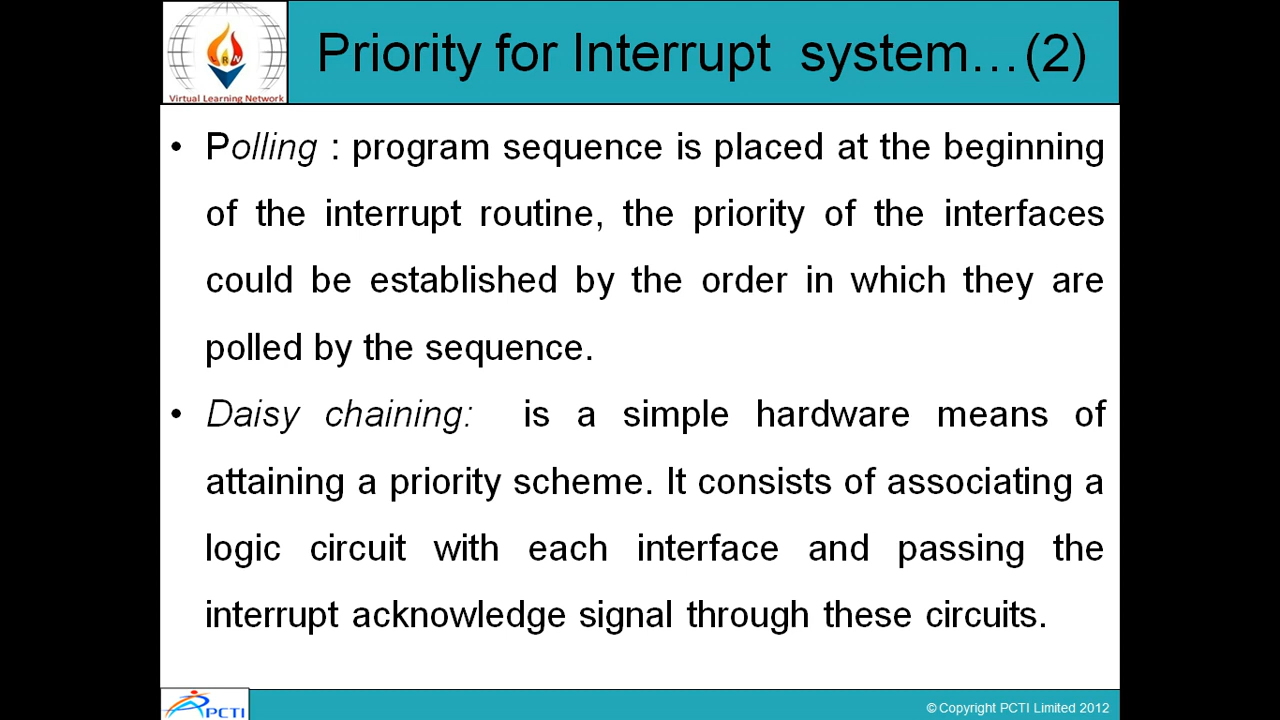 Virtual Learning Network
Priority for Interrupt system…(2)
• Polling : program sequence is placed at the beginning
of the interrupt routine, the priority of the interfaces
could be established by the order in which they are
polled by the sequence.
• Daisy chaining: is a simple hardware means of
attaining a priority scheme. It consists of associating a
logic circuit with each interface and passing the
interrupt acknowledge signal through these circuits.
PCTI
© Copyright PCTI Limited 2012